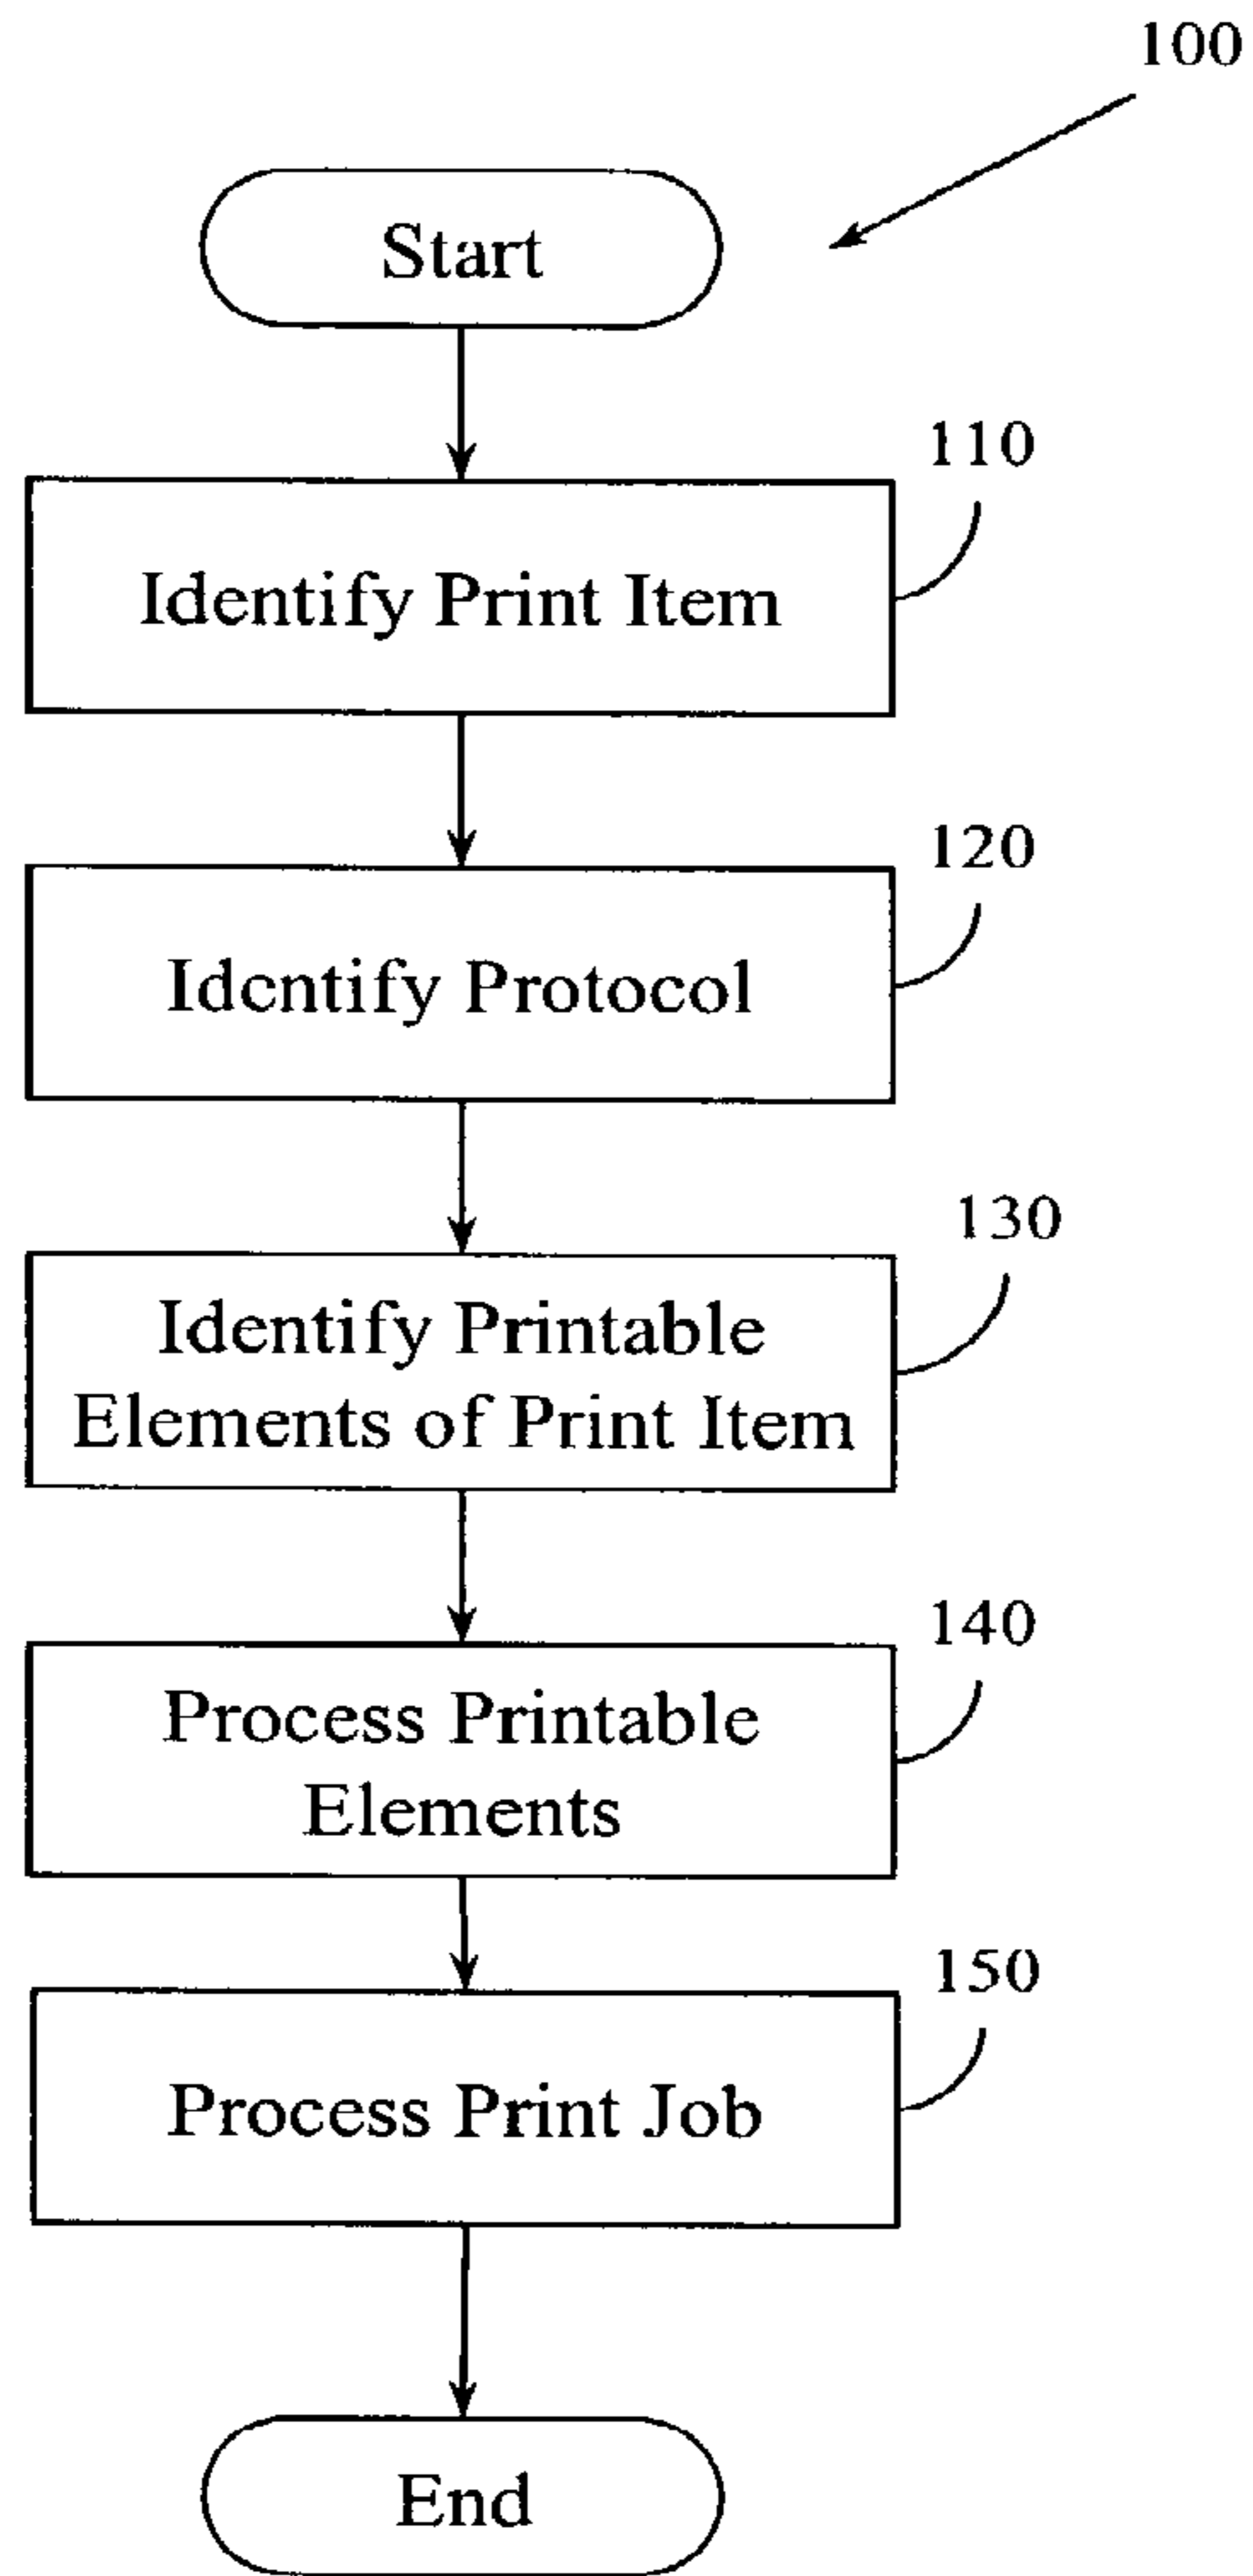 100
Start
110
Identify Print Item
120
Identify Protocol
130
Identify Printable
Elements of Print Item
140
Process Printable
Elements
150
Process Print Job
End